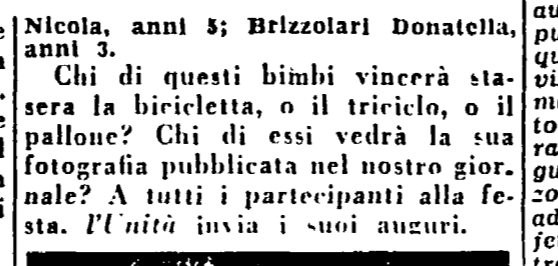 Nicola, anni 5; Brizzolari Donatella,
anni 3.
Chi di questi bimbi vincerà sta-
sera la bicicletta, o il triciclo, o il
pallone? Chi di essi vedrà la sua
fotografia pubblicata nel nostro gior-
nale? A tutti i partecipanti alla fe-
sta. l'Unità invia i suoi auguri.